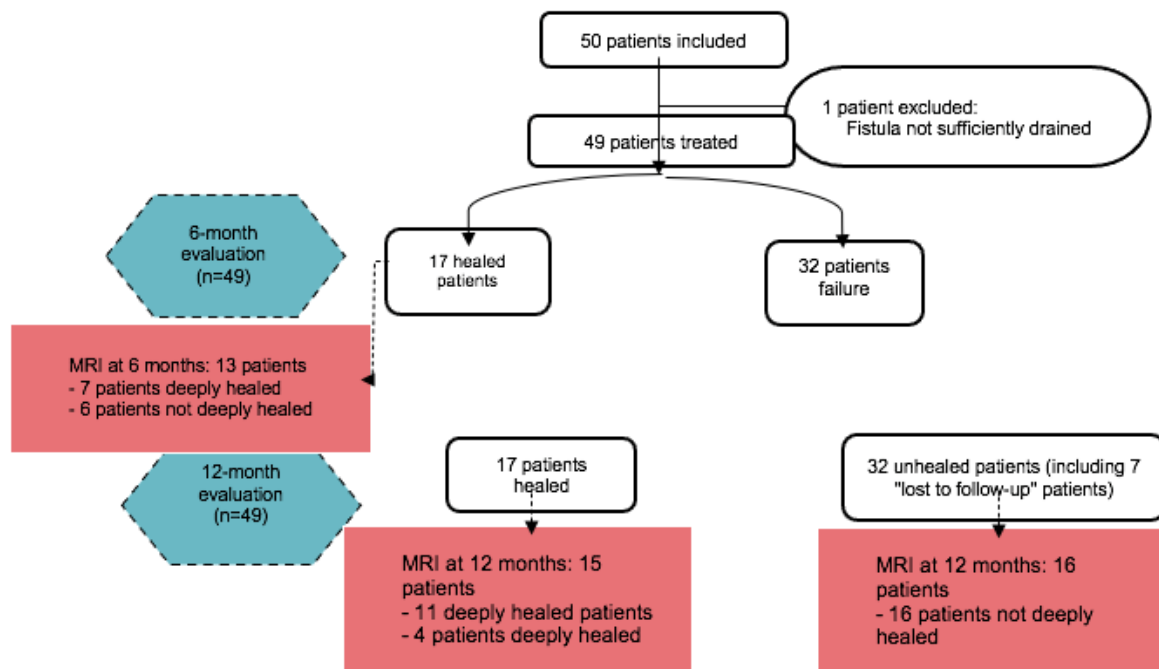 50 patients included
1 patient excluded:
Fistula not sufficiently drained
49 patients treated
6-month
evaluation
(n=49)
17 healed
patients
32 patients
failure
MRI at 6 months: 13 patients
- 7 patients deeply healed
- 6 patients not deeply healed
12-month
evaluation
(n=49)
17 patients
healed
32 unhealed patients (including 7
"lost to follow-up" patients)
MRI at 12 months: 15
patients
- 11 deeply healed patients
- 4 patients deeply healed
MRI at 12 months: 16
patients
- 16 patients not deeply
healed